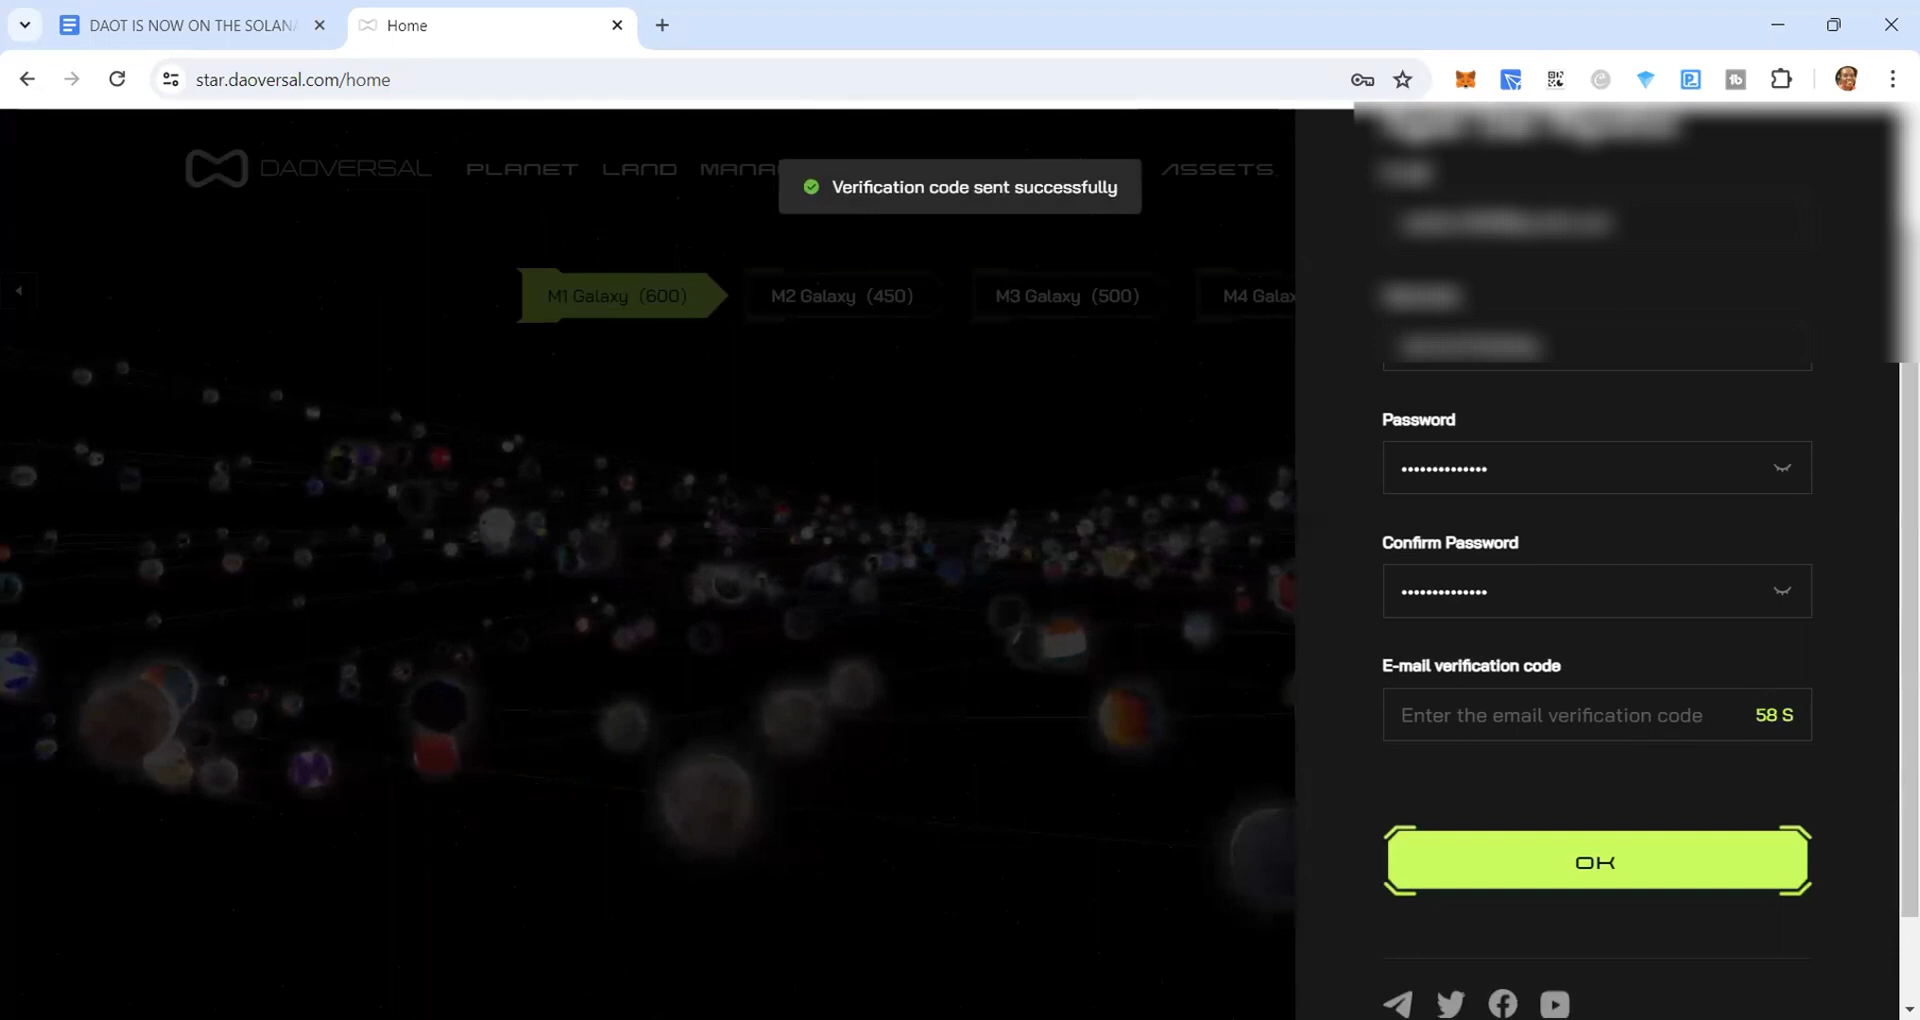 DAOT IS NOW ON THE SOLANA
Home
star.daoversal.com/home
DAOVERSAL PLANET LAND MANA ASSETS
Verification code sent successfully
M1 Galaxy (600)
M2 Galaxy (450)
M3 Galaxy (500)
M4 Galax
Password
••••••••••••••
Confirm Password
••••••••••••••
E-mail verification code
Enter the email verification code 58 S
OK